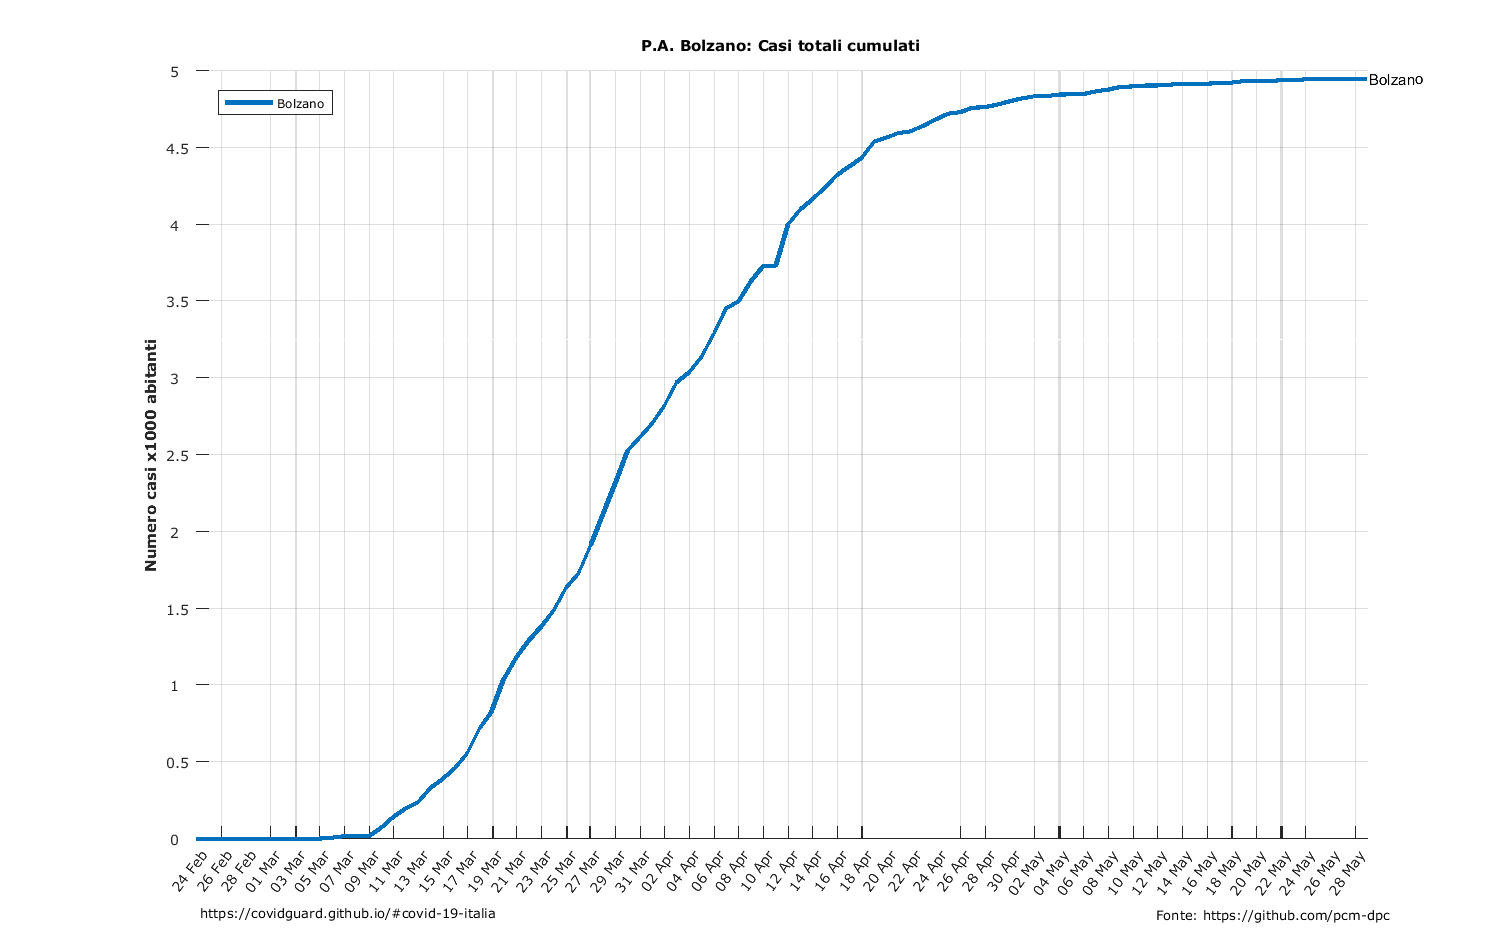 P.A. Bolzano: Casi totali cumulati
5
4.5
4
3.5
3
2.5
2
1.5
1
0.5
0
Numero casi x1000 abitanti
Bolzano
Bolzano
24 Feb
26 Feb
28 Feb
01 Mar
03 Mar
05 Mar
07 Mar
09 Mar
11 Mar
13 Mar
15 Mar
17 Mar
19 Mar
21 Mar
23 Mar
25 Mar
27 Mar
29 Mar
31 Mar
02 Apr
04 Apr
06 Apr
08 Apr
10 Apr
12 Apr
14 Apr
16 Apr
18 Apr
20 Apr
22 Apr
24 Apr
26 Apr
28 Apr
30 Apr
02 May
04 May
06 May
08 May
10 May
12 May
14 May
16 May
18 May
20 May
22 May
24 May
26 May
28 May
https://covidguard.github.io/#covid-19-italia
Fonte: https://github.com/pcm-dpc